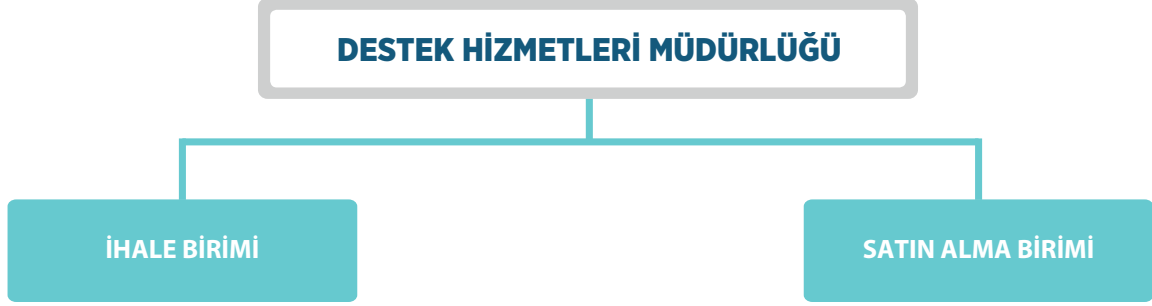 DESTEK HİZMETLERİ MÜDÜRLÜĞÜ
İHALE BİRİMİ
SATIN ALMA BİRİMİ